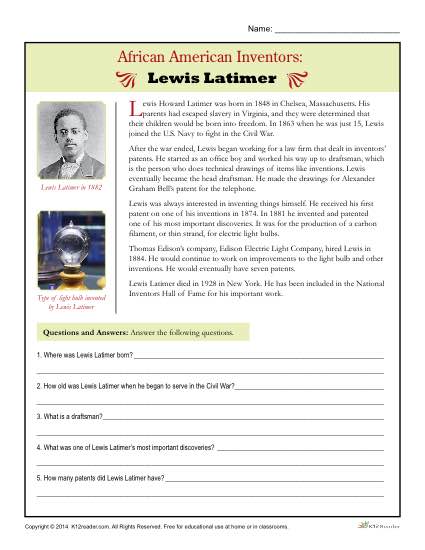 Name: ______________________________
African American Inventors:
Lewis Latimer
Lewis Howard Latimer was born in 1848 in Chelsea, Massachusetts. His
parents had escaped slavery in Virginia, and they were determined that
their children would be born into freedom. In 1863 when he was just 15, Lewis
joined the U.S. Navy to fight in the Civil War.
After the war ended, Lewis began working for a law firm that dealt in inventors'
patents. He started as an office boy and worked his way up to draftsman, which
is the person who does technical drawings of items like inventions. Lewis
eventually became the head draftsman. He made the drawings for Alexander
Graham Bell's patent for the telephone.
Lewis was always interested in inventing things himself. He received his first
patent on one of his inventions in 1874. In 1881 he invented and patented
one of his most important discoveries. It was for the production of a carbon
filament, or thin strand, for electric light bulbs.
Thomas Edison's company, Edison Electric Light Company, hired Lewis in
1884. He would continue to work on improvements to the light bulb and other
inventions. He would eventually have seven patents.
Lewis Latimer died in 1928 in New York. He has been included in the National
Inventors Hall of Fame for his important work.
Lewis Latimer in 1882
Type of light bulb invented
by Lewis Latimer
Questions and Answers: Answer the following questions.
1. Where was Lewis Latimer born?
2. How old was Lewis Latimer when he began to serve in the Civil War?
3. What is a draftsman?
4. What was one of Lewis Latimer's most important discoveries?
5. How many patents did Lewis Latimer have?
Copyright © 2014 K12reader.com. All Rights Reserved. Free for educational use at home or in classrooms.
K12Reader